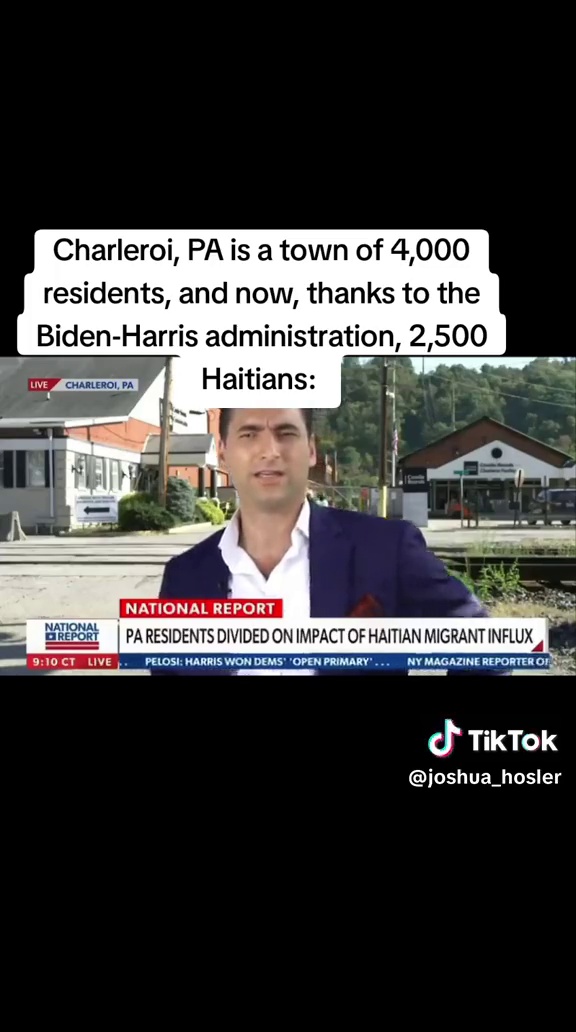 Charleroi, PA is a town of 4,000
residents, and now, thanks to the
Biden-Harris administration, 2,500
Haitians:
LIVE CHARLEROI, PA
NATIONAL REPORT
NATIONAL
REPORT
PA RESIDENTS DIVIDED ON IMPACT OF HAITIAN MIGRANT INFLUX
9:10 CT LIVE . PELOSI: HARRIS WON DEMS' 'OPEN PRIMARY' . . . NY MAGAZINE REPORTER OF
TikTok
@joshua_hosler